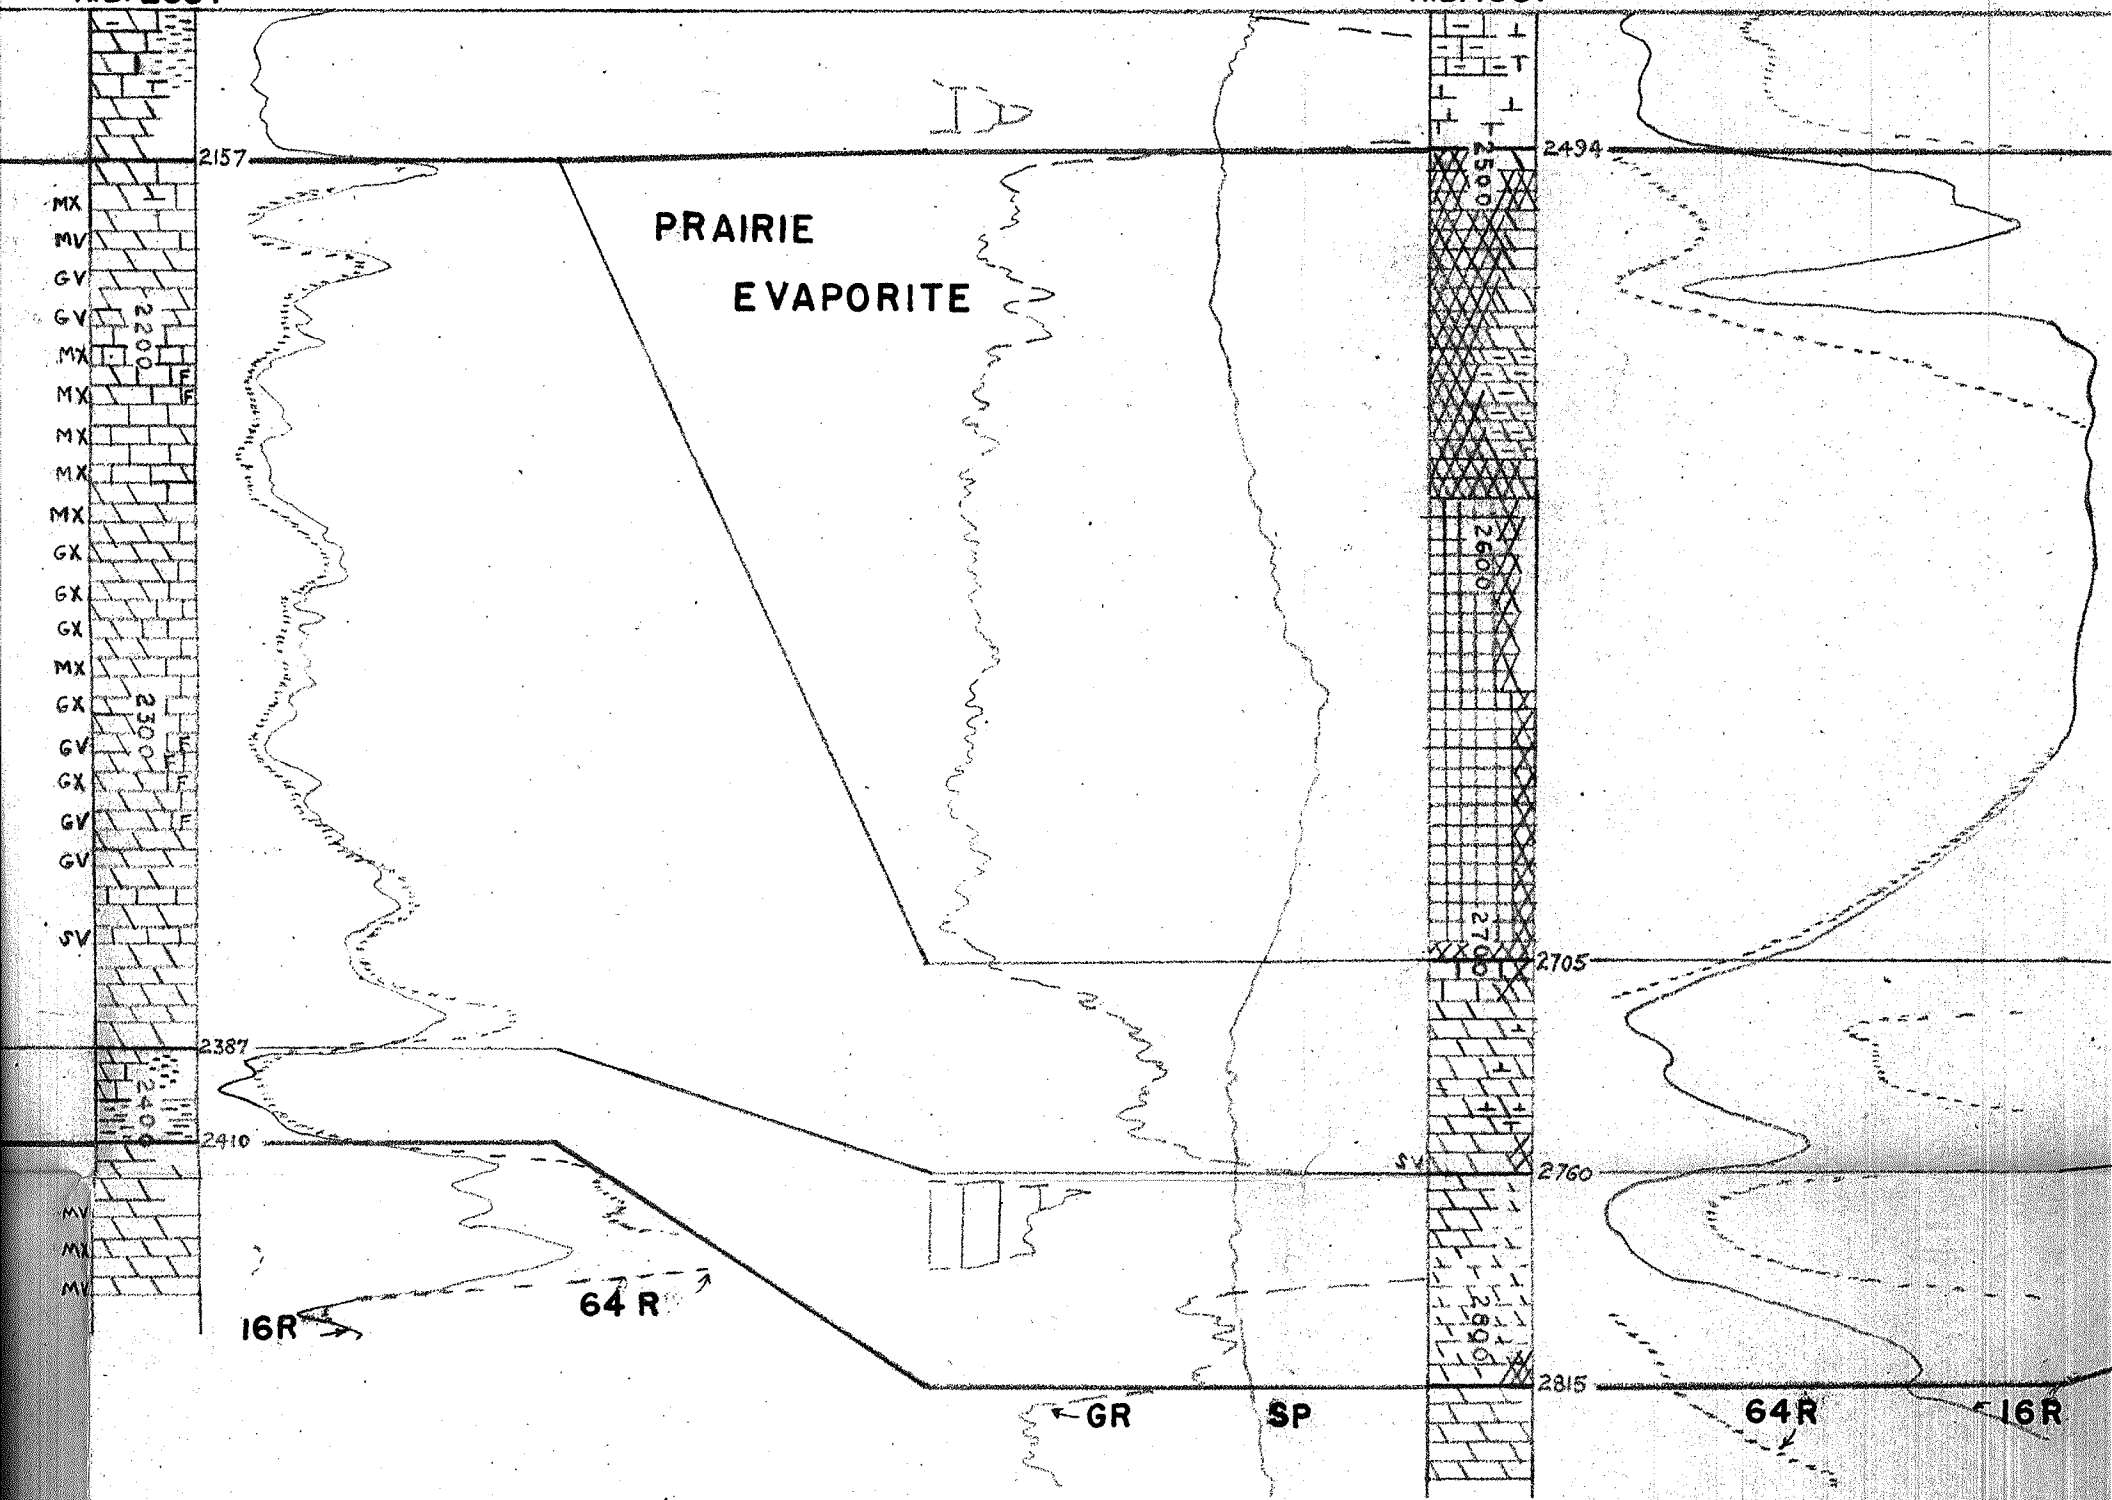 2157
2494
MX
MV
GV
GV
MX
MX
MX
MX
MX
GX
GX
GX
MX
GX
GV
GX
GV
GV
SV
MV
MX
MV
2200
2300
2400
F
F
F
F
F
F
PRAIRIE
EVAPORITE
2500
2600
2700
2800
2705
2387
2410
SV
2760
2815
16R
64R
GR
SP
64R
16R